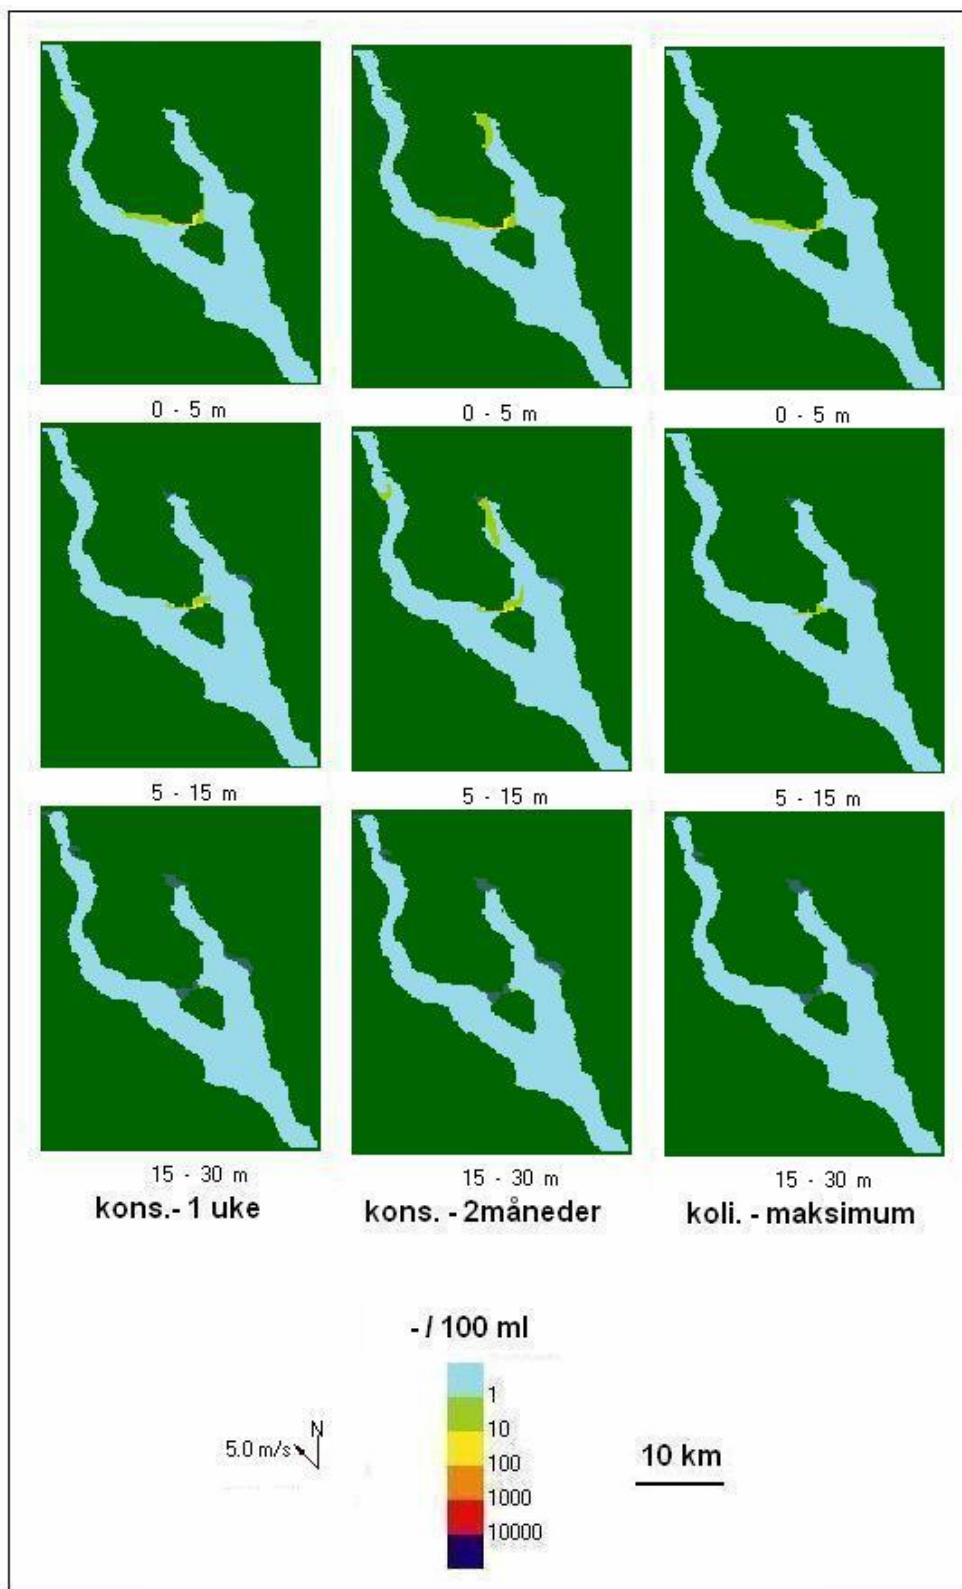 0 - 5 m
0 - 5 m
0 - 5 m
5 - 15 m
5 - 15 m
5 - 15 m
15 - 30 m
15 - 30 m
15 - 30 m
kons.- 1 uke
kons. - 2måneder
koli. - maksimum
- / 100 ml
1
10
100
1000
10000
N
5.0 m/s
10 km